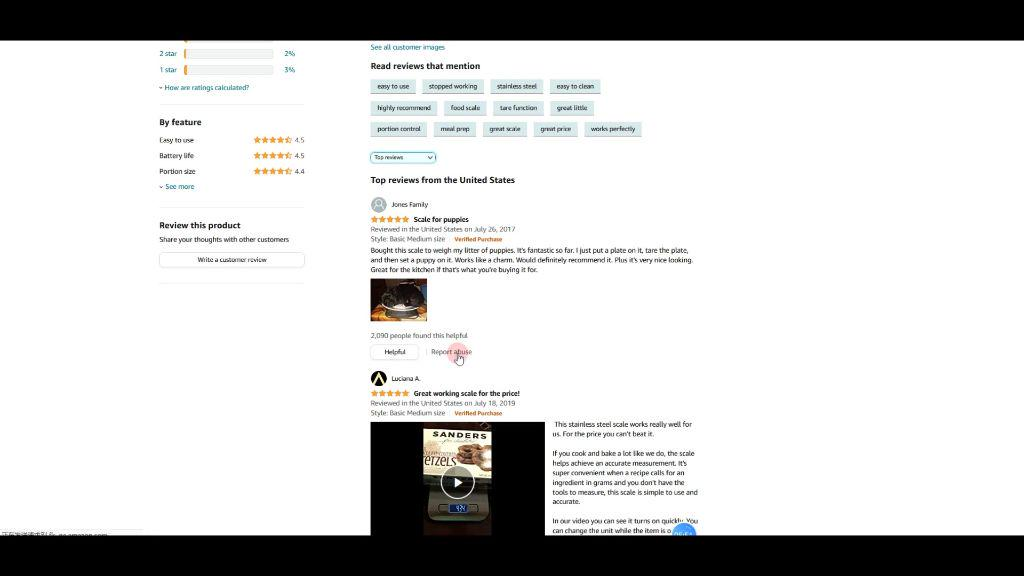 2 star 2%
1 star 3%
How are ratings calculated?
By feature
Easy to use 4.5
Battery life 4.5
Portion size 4.4
See more
Review this product
Share your thoughts with other customers
Write a customer review
See all customer images
Read reviews that mention
easy to use stopped working stainless steel easy to clean
highly recommend food scale tare function great little
portion control meal prep great scale great price works perfectly
Top reviews
Top reviews from the United States
Jones Family
Scale for puppies
Reviewed in the United States on July 26, 2017
Style: Basic Medium size Verified Purchase
Bought this scale to weigh my litter of puppies. It's fantastic so far. I just put a plate on it, tare the plate,
and then set a puppy on it. Works like a charm. Would definitely recommend it. Plus it's very nice looking.
Great for the kitchen if that's what you're buying it for.
2,090 people found this helpful
Helpful Report abuse
Luciana A.
Great working scale for the price!
Reviewed in the United States on July 18, 2019
Style: Basic Medium size Verified Purchase
SANDERS
This stainless steel scale works really well for
us. For the price you can't beat it.
If you cook and bake a lot like we do, the scale
helps achieve an accurate measurement. It's
super convenient when a recipe calls for an
ingredient in grams and you don't have the
tools to measure, this scale is simple to use and
accurate.
In our video you can see it turns on quickly. You
can change the unit while the item is o